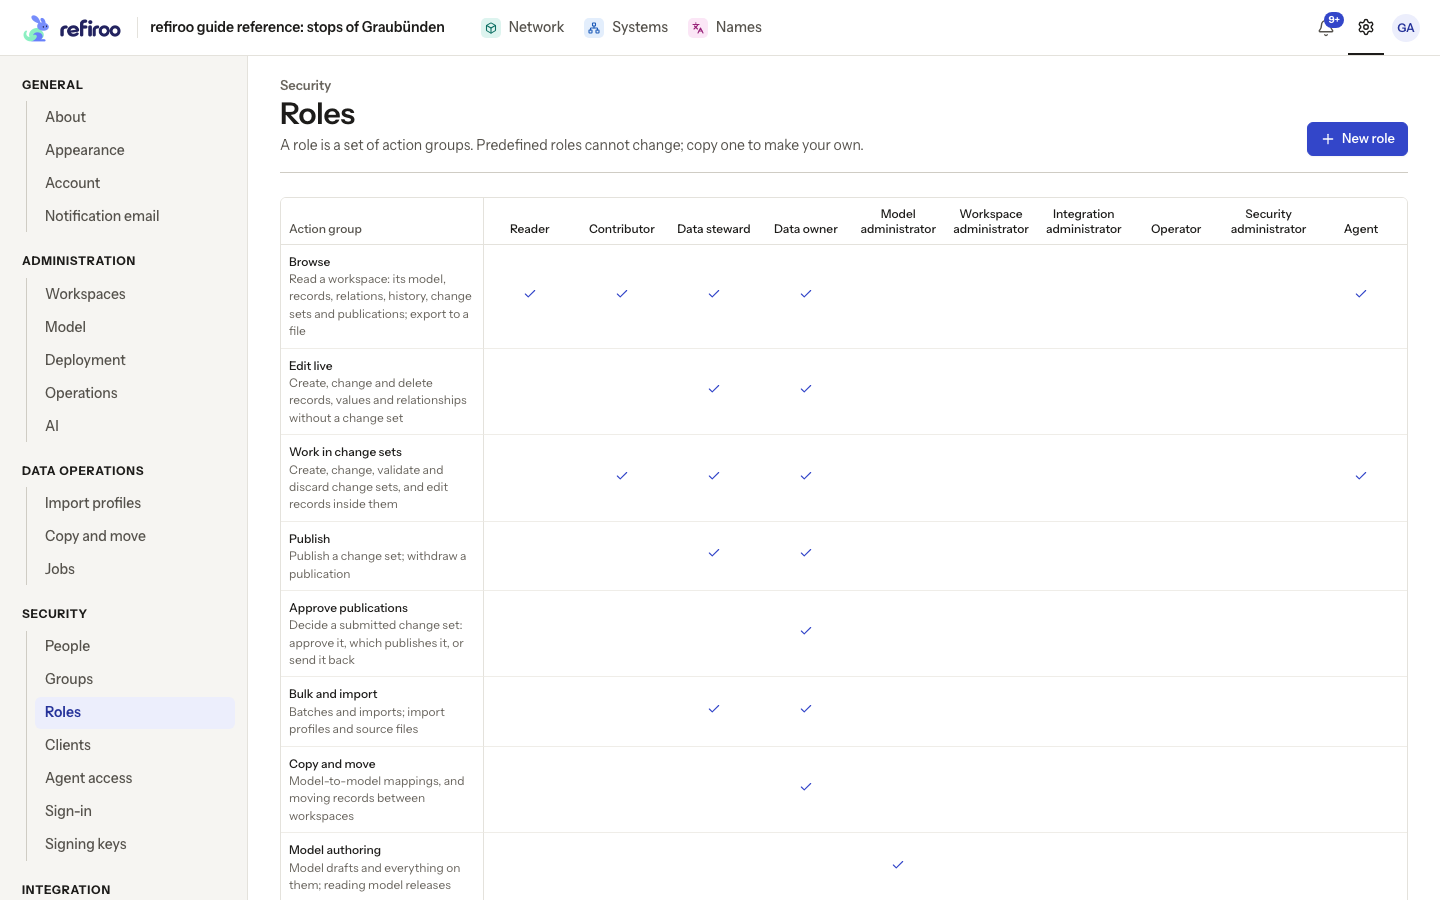 refiroo
refiroo guide reference: stops of Graubünden
Network
Systems
Names
9+
GA
GENERAL
About
Appearance
Account
Notification email
ADMINISTRATION
Workspaces
Model
Deployment
Operations
AI
DATA OPERATIONS
Import profiles
Copy and move
Jobs
SECURITY
People
Groups
Roles
Clients
Agent access
Sign-in
Signing keys
INTEGRATION
Security
Roles
A role is a set of action groups. Predefined roles cannot change; copy one to make your own.
New role
Action group
Reader
Contributor
Data steward
Data owner
Model
administrator
Workspace
administrator
Integration
administrator
Operator
Security
administrator
Agent
Browse
Read a workspace: its model,
records, relations, history, change
sets and publications; export to a
file
Edit live
Create, change and delete
records, values and relationships
without a change set
Work in change sets
Create, change, validate and
discard change sets, and edit
records inside them
Publish
Publish a change set; withdraw a
publication
Approve publications
Decide a submitted change set:
approve it, which publishes it, or
send it back
Bulk and import
Batches and imports; import
profiles and source files
Copy and move
Model-to-model mappings, and
moving records between
workspaces
Model authoring
Model drafts and everything on
them; reading model releases